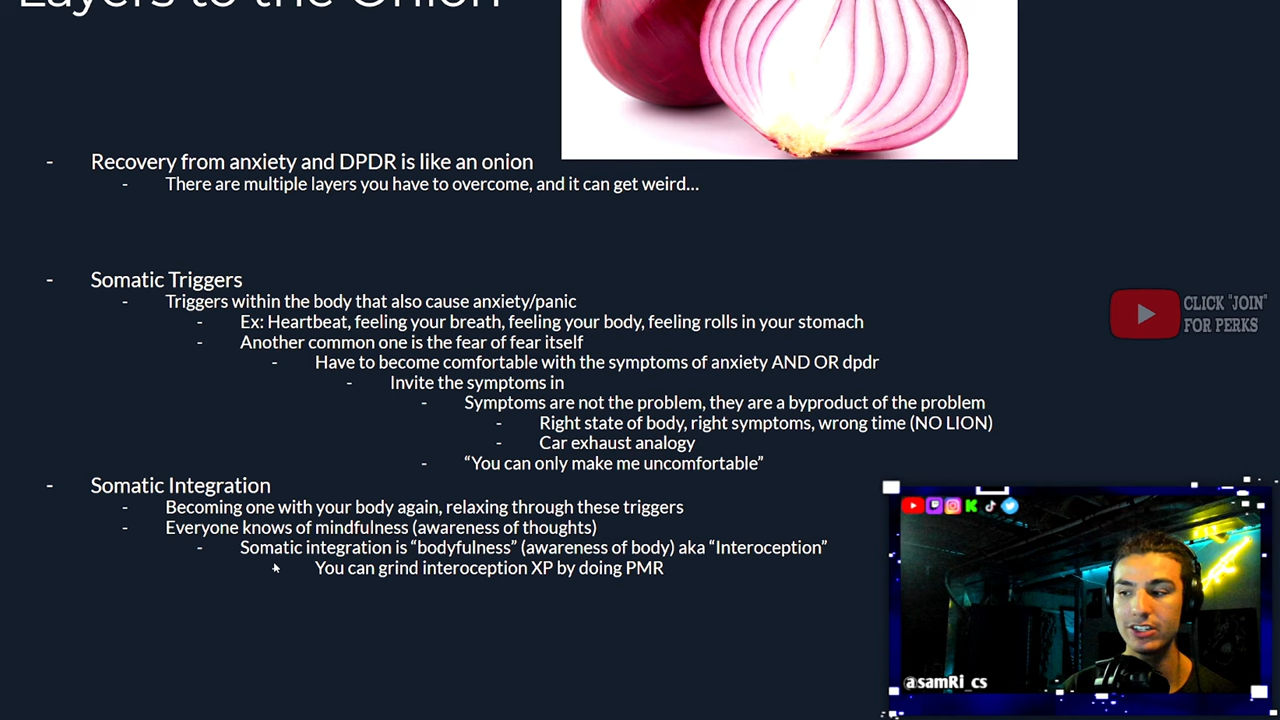 Layers to the Onion
- Recovery from anxiety and DPDR is like an onion
- There are multiple layers you have to overcome, and it can get weird...
- Somatic Triggers
- Triggers within the body that also cause anxiety/panic
- Ex: Heartbeat, feeling your breath, feeling your body, feeling rolls in your stomach
- Another common one is the fear of fear itself
- Have to become comfortable with the symptoms of anxiety AND OR dpdr
- Invite the symptoms in
- Symptoms are not the problem, they are a byproduct of the problem
- Right state of body, right symptoms, wrong time (NO LION)
- Car exhaust analogy
- “You can only make me uncomfortable”
- Somatic Integration
- Becoming one with your body again, relaxing through these triggers
- Everyone knows of mindfulness (awareness of thoughts)
- Somatic integration is “bodyfulness” (awareness of body) aka “Interoception”
You can grind interoception XP by doing PMR
CLICK "JOIN"
FOR PERKS
@samRi_cs